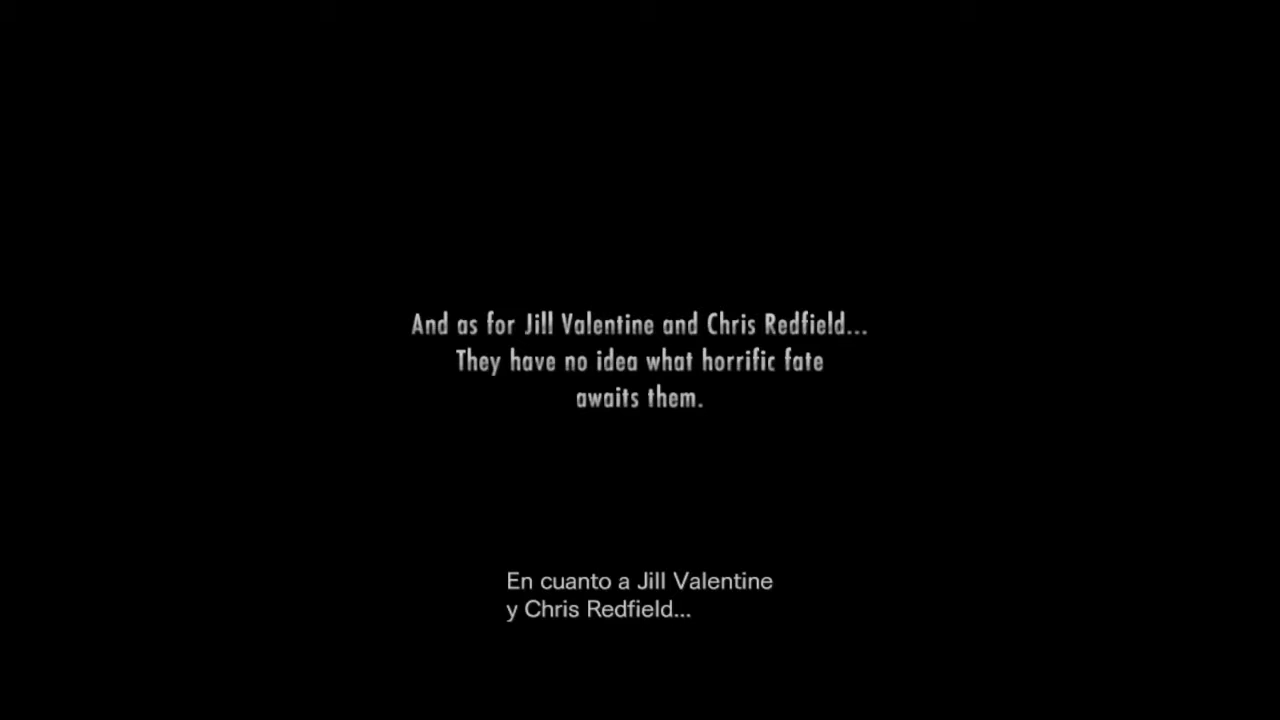 And as for Jill Valentine and Chris Redfield...
They have no idea what horrific fate
awaits them.
En cuanto a Jill Valentine
y Chris Redfield...